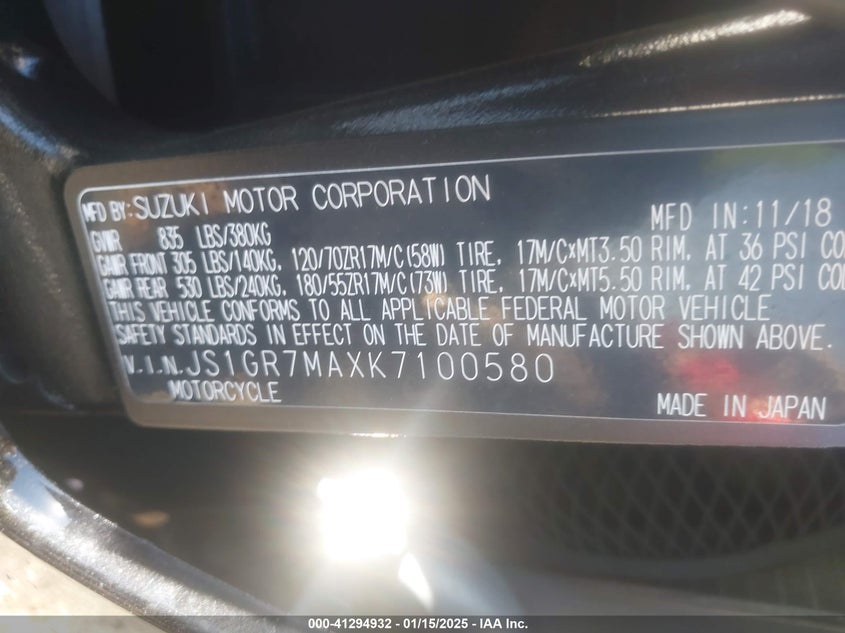 MFD BY:SUZUKI MOTOR CORPORATION
MFD IN:11/18
GVWR 835 LBS/380KG
GAWR FRONT 305 LBS/140KG, 120/70ZR17M/C(58W) TIRE, 17M/C×MT3.50 RIM, AT 36 PSI CO
GAWR REAR 530 LBS/240KG, 180/55ZR17M/C(73W) TIRE, 17M/C×MT5.50 RIM, AT 42 PSI COL
THIS VEHICLE CONFORMS TO ALL APPLICABLE FEDERAL MOTOR VEHICLE
SAFETY STANDARDS IN EFFECT ON THE DATE OF MANUFACTURE SHOWN ABOVE.
V.I.N.JS1GR7MAXK7100580
MOTORCYCLE
MADE IN JAPAN
000-41294932 - 01/15/2025 - IAA Inc.